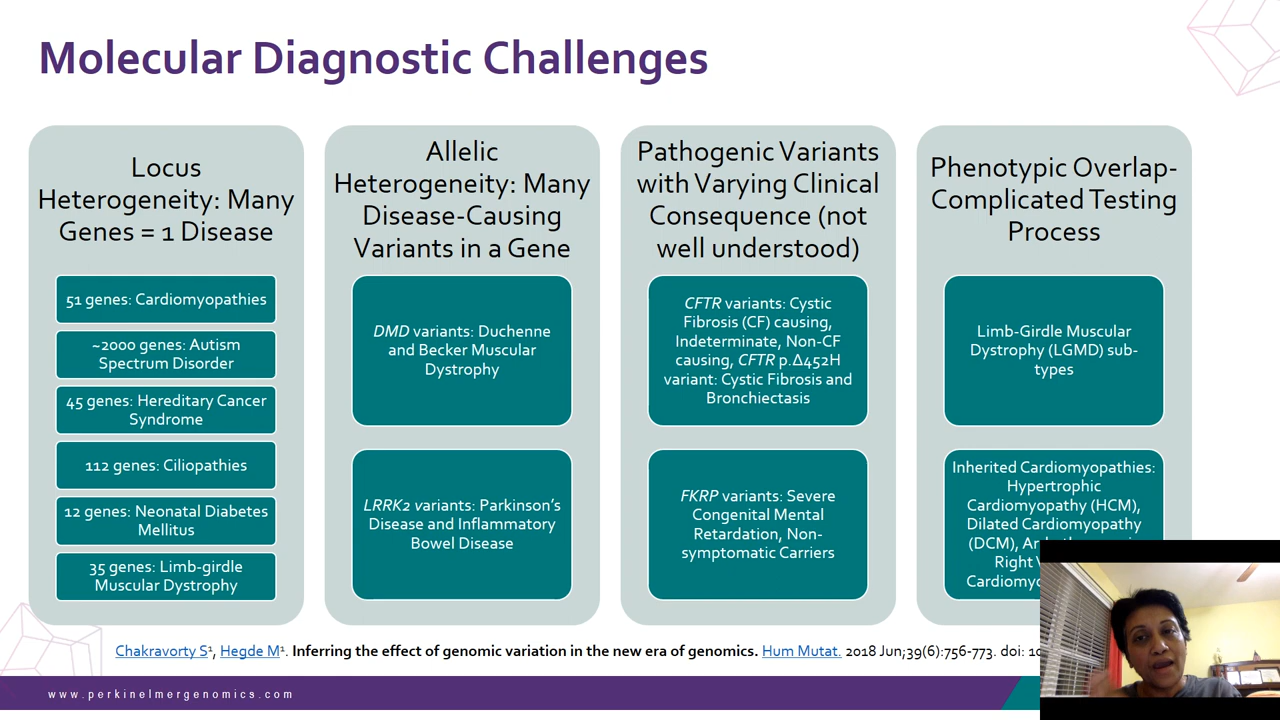 Molecular Diagnostic Challenges
Locus
Heterogeneity: Many
Genes = 1 Disease
51 genes: Cardiomyopathies
~2000 genes: Autism
Spectrum Disorder
45 genes: Hereditary Cancer
Syndrome
112 genes: Ciliopathies
12 genes: Neonatal Diabetes
Mellitus
35 genes: Limb-girdle
Muscular Dystrophy
Allelic
Heterogeneity: Many
Disease-Causing
Variants in a Gene
DMD variants: Duchenne
and Becker Muscular
Dystrophy
LRRK2 variants: Parkinson's
Disease and Inflammatory
Bowel Disease
Pathogenic Variants
with Varying Clinical
Consequence (not
well understood)
CFTR variants: Cystic
Fibrosis (CF) causing,
Indeterminate, Non-CF
causing, CFTR p.Δ452H
variant: Cystic Fibrosis and
Bronchiectasis
FKRP variants: Severe
Congenital Mental
Retardation, Non-
symptomatic Carriers
Phenotypic Overlap-
Complicated Testing
Process
Limb-Girdle Muscular
Dystrophy (LGMD) sub-
types
Inherited Cardiomyopathies:
Hypertrophic
Cardiomyopathy (HCM),
Dilated Cardiomyopathy
(DCM),
Right
Chakravorty S¹, Hegde M¹. Inferring the effect of genomic variation in the new era of genomics. Hum Mutat. 2018 Jun;39(6):756-773. doi:
www.perkinelmergenomics.com